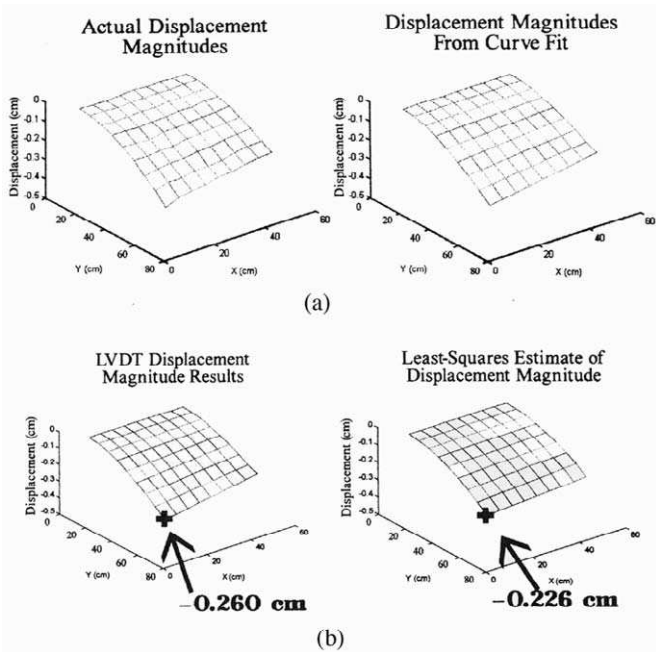 Actual Displacement
Magnitudes
Displacement Magnitudes
From Curve Fit
Displacement (cm)
0
-0.1
-0.2
-0.3
-0.4
-0.5
0
20
40
60
80
Y (cm)
0
20
40
60
X (cm)
Displacement (cm)
0
-0.1
-0.2
-0.3
-0.4
-0.5
0
20
40
60
80
Y (cm)
0
20
40
60
X (cm)
(a)
LVDT Displacement
Magnitude Results
Least-Squares Estimate of
Displacement Magnitude
Displacement (cm)
0
-0.1
-0.2
-0.3
-0.4
-0.5
0
20
40
60
80
Y (cm)
0
20
40
60
X (cm)
-0.260 cm
Displacement (cm)
0
-0.1
-0.2
-0.3
-0.4
-0.5
0
20
40
60
80
Y (cm)
0
20
40
60
X (cm)
-0.226 cm
(b)